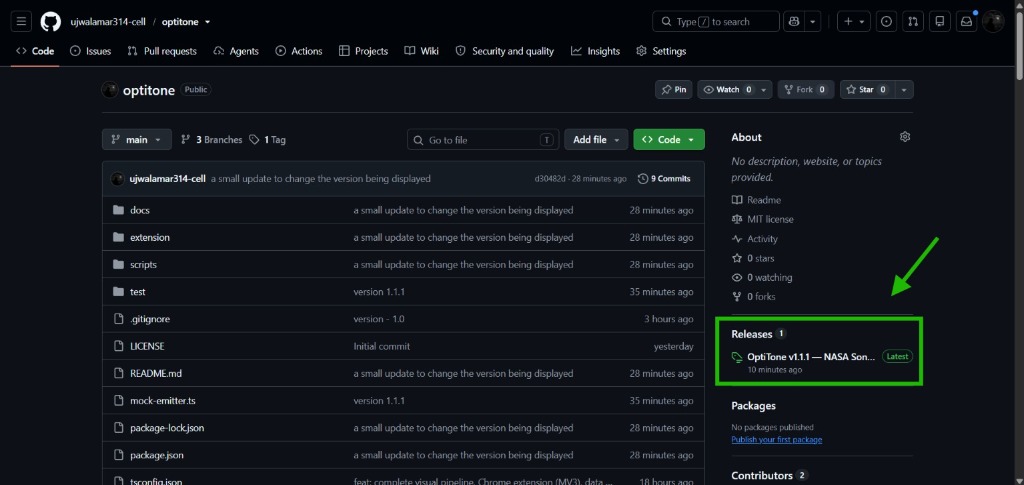 ujwalamar314-cell / optitone
Type / to search
Code Issues Pull requests Agents Actions Projects Wiki Security and quality Insights Settings
optitone Public
Pin Watch 0 Fork 0 Star 0
main 3 Branches 1 Tag
Go to file T
Add file
Code
ujwalamar314-cell a small update to change the version being displayed d30482d · 28 minutes ago 9 Commits
docs a small update to change the version being displayed 28 minutes ago
extension a small update to change the version being displayed 28 minutes ago
scripts a small update to change the version being displayed 28 minutes ago
test version 1.1.1 35 minutes ago
.gitignore version - 1.0 3 hours ago
LICENSE Initial commit yesterday
README.md a small update to change the version being displayed 28 minutes ago
mock-emitter.ts version 1.1.1 35 minutes ago
package-lock.json a small update to change the version being displayed 28 minutes ago
package.json a small update to change the version being displayed 28 minutes ago
tsconfig.json feat: complete visual pipeline, Chrome extension (MV3), data ... 18 hours ago
About
No description, website, or topics
provided.
Readme
MIT license
Activity
0 stars
0 watching
0 forks
Releases 1
OptiTone v1.1.1 — NASA Son... Latest
10 minutes ago
Packages
No packages published
Publish your first package
Contributors 2